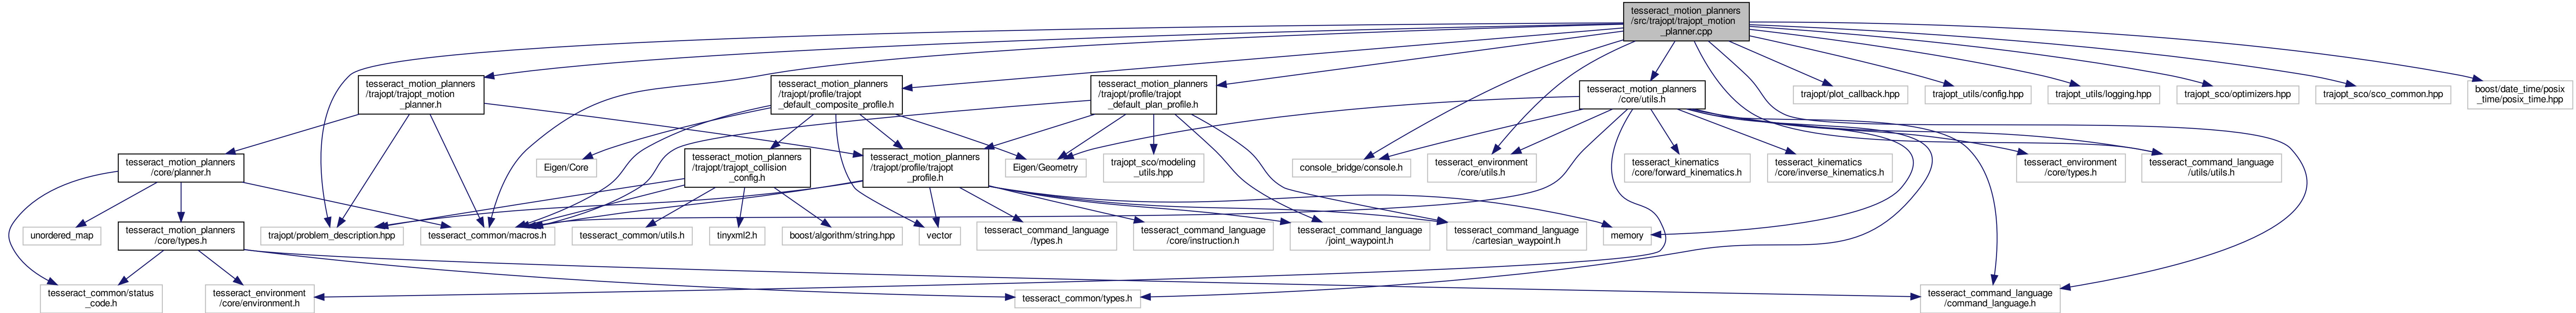 tesseract_motion_planners
/src/trajopt/trajopt_motion
_planner.cpp
tesseract_motion_planners
/trajopt/trajopt_motion
_planner.h
tesseract_motion_planners
/trajopt/profile/trajopt
_default_composite_profile.h
tesseract_motion_planners
/trajopt/profile/trajopt
_default_plan_profile.h
tesseract_motion_planners
/core/utils.h
trajopt/plot_callback.hpp
trajopt_utils/config.hpp
trajopt_utils/logging.hpp
trajopt_sco/optimizers.hpp
trajopt_sco/sco_common.hpp
boost/date_time/posix
_time/posix_time.hpp
tesseract_motion_planners
/core/planner.h
Eigen/Core
tesseract_motion_planners
/trajopt/trajopt_collision
_config.h
tesseract_motion_planners
/trajopt/profile/trajopt
_profile.h
Eigen/Geometry
trajopt_sco/modeling
_utils.hpp
console_bridge/console.h
tesseract_environment
/core/utils.h
tesseract_kinematics
/core/forward_kinematics.h
tesseract_kinematics
/core/inverse_kinematics.h
tesseract_environment
/core/types.h
tesseract_command_language
/utils/utils.h
unordered_map
tesseract_motion_planners
/core/types.h
trajopt/problem_description.hpp
tesseract_common/macros.h
tesseract_common/utils.h
tinyxml2.h
boost/algorithm/string.hpp
vector
tesseract_command_language
/types.h
tesseract_command_language
/core/instruction.h
tesseract_command_language
/joint_waypoint.h
tesseract_command_language
/cartesian_waypoint.h
memory
tesseract_common/status
_code.h
tesseract_environment
/core/environment.h
tesseract_common/types.h
tesseract_command_language
/command_language.h